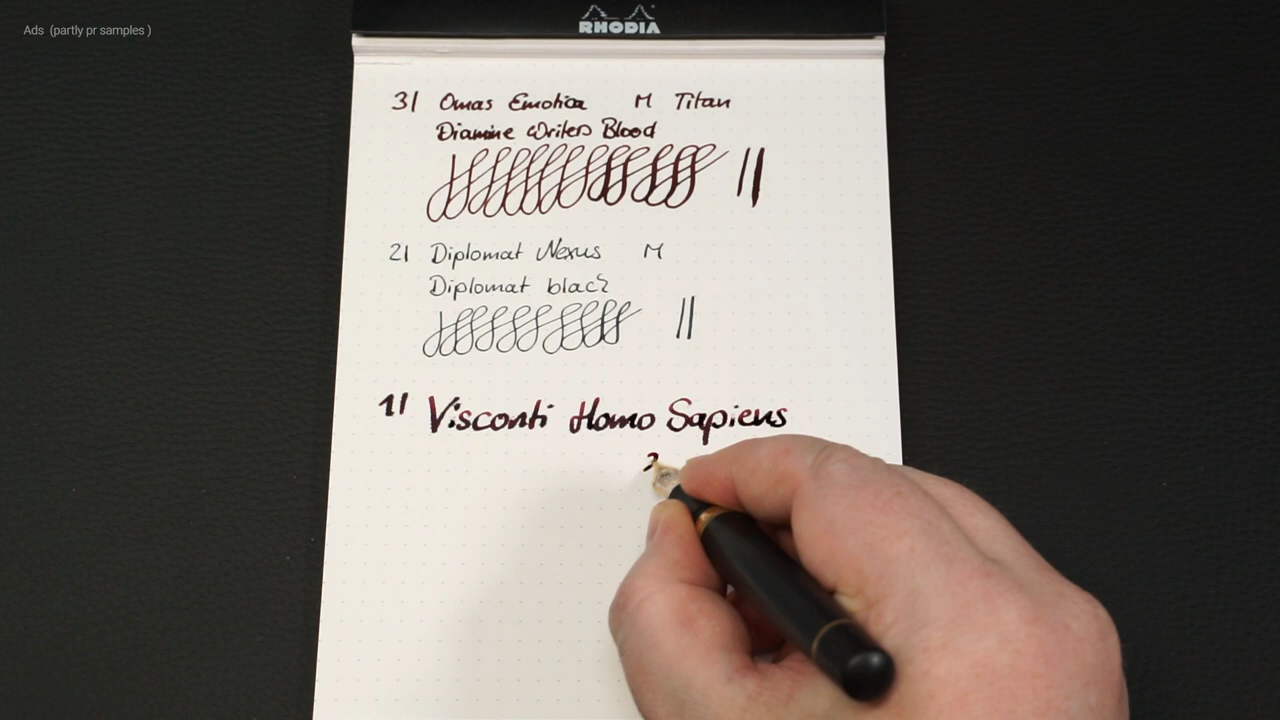 Ads (partly pr samples )
RHODIA
3/ Omas Emotica M Titan
Diamine Writers Blood
2/ Diplomat Nexus M
Diplomat black
1/ Visconti Homo Sapiens